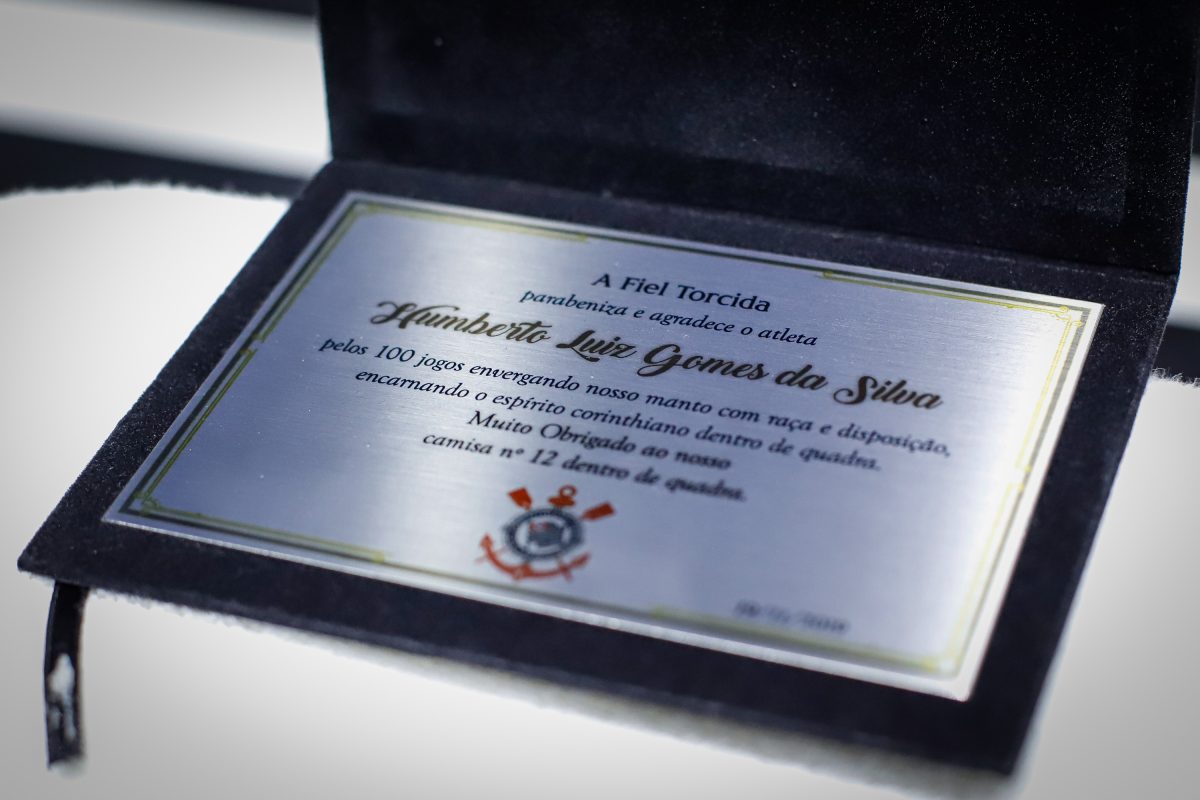 A Fiel Torcida
parabeniza e agradece o atleta
Humberto Luiz Gomes da Silva
pelos 100 jogos envergando nosso manto com raça e disposição,
encarnando o espírito corinthiano dentro de quadra.
Muito Obrigado ao nosso
camisa nº 12 dentro de quadra.